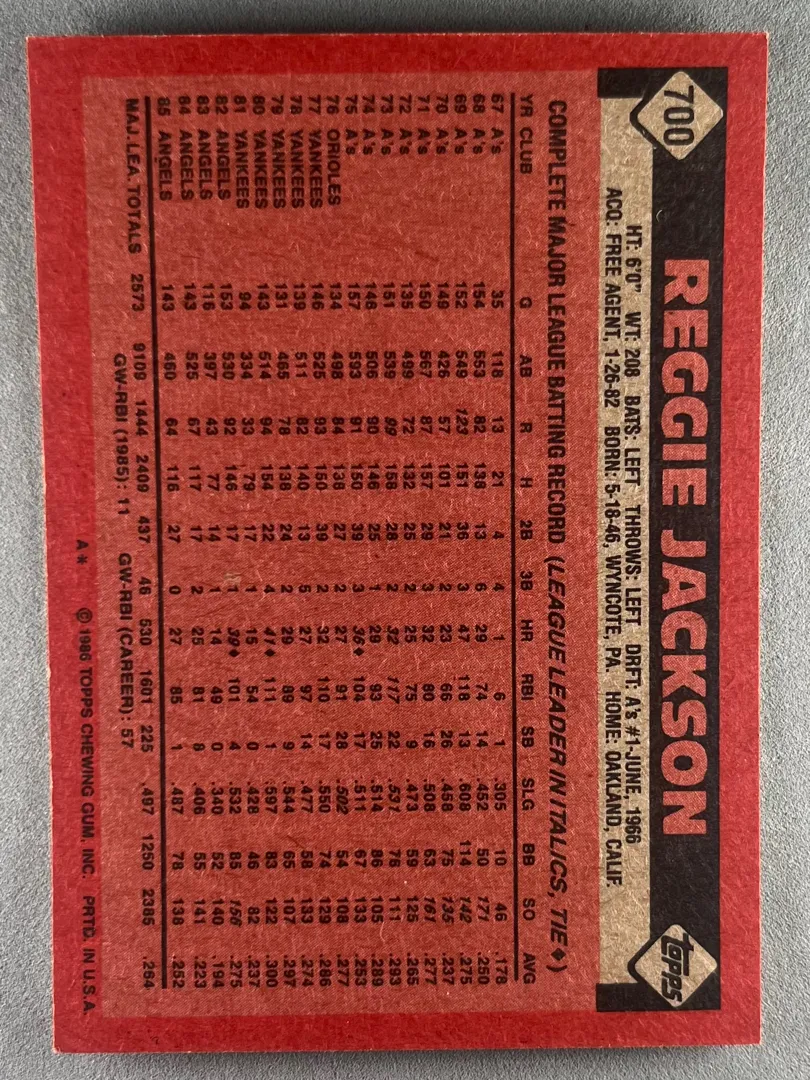 700 REGGIE JACKSON topps
HT: 6'0" WT: 208 BATS: LEFT THROWS: LEFT DRFT: A's #1-JUNE, 1966
ACQ: FREE AGENT, 1-26-82 BORN: 5-18-46, WYNCOTE, PA HOME: OAKLAND, CALIF.
COMPLETE MAJOR LEAGUE BATTING RECORD (LEAGUE LEADER IN ITALICS, TIE♦)
YR CLUB G AB R H 2B 3B HR RBI SB SLG BB SO AVG
67 A's 35 118 13 21 4 4 1 6 1 .305 10 46 .178
68 A's 154 553 82 138 13 6 29 74 14 .452 50 171 .250
69 A's 152 549 123 151 36 3 47 118 13 .608 114 142 .275
70 A's 149 426 57 101 21 2 23 66 26 .458 75 135 .237
71 A's 150 567 87 157 29 3 32 80 16 .508 63 161 .277
72 A's 135 499 72 132 25 2 25 75 9 .473 59 125 .265
73 A's 151 539 99 158 28 2 32 117 22 .531 76 111 .293
74 A's 148 506 90 146 25 1 29 93 25 .514 86 105 .289
75 A's 157 593 91 150 39 3 36♦ 104 17 .511 67 133 .253
76 ORIOLES 134 498 84 138 27 2 27 91 28 .502 54 108 .277
77 YANKEES 146 525 93 150 39 2 32 110 17 .550 74 129 .286
78 YANKEES 139 511 82 140 13 5 27 97 14 .477 58 133 .274
79 YANKEES 131 465 78 138 24 2 29 89 9 .544 65 107 .297
80 YANKEES 143 514 94 154 22 4 41♦ 111 1 .597 83 122 .300
81 YANKEES 94 334 33 79 17 1 15 54 0 .428 46 82 .237
82 ANGELS 153 530 92 146 17 1 39♦ 101 4 .532 85 156 .275
83 ANGELS 116 397 43 77 14 1 14 49 0 .340 52 140 .194
84 ANGELS 143 525 67 117 17 2 25 81 8 .406 55 141 .223
85 ANGELS 143 460 64 116 27 0 27 85 1 .487 78 138 .252
MAJ. LEA. TOTALS 2573 9109 1444 2409 437 46 530 1601 225 .497 1250 2385 .264
GW-RBI (1985): 11 GW-RBI (CAREER): 57
A* © 1986 TOPPS CHEWING GUM, INC. PRTD. IN U.S.A.